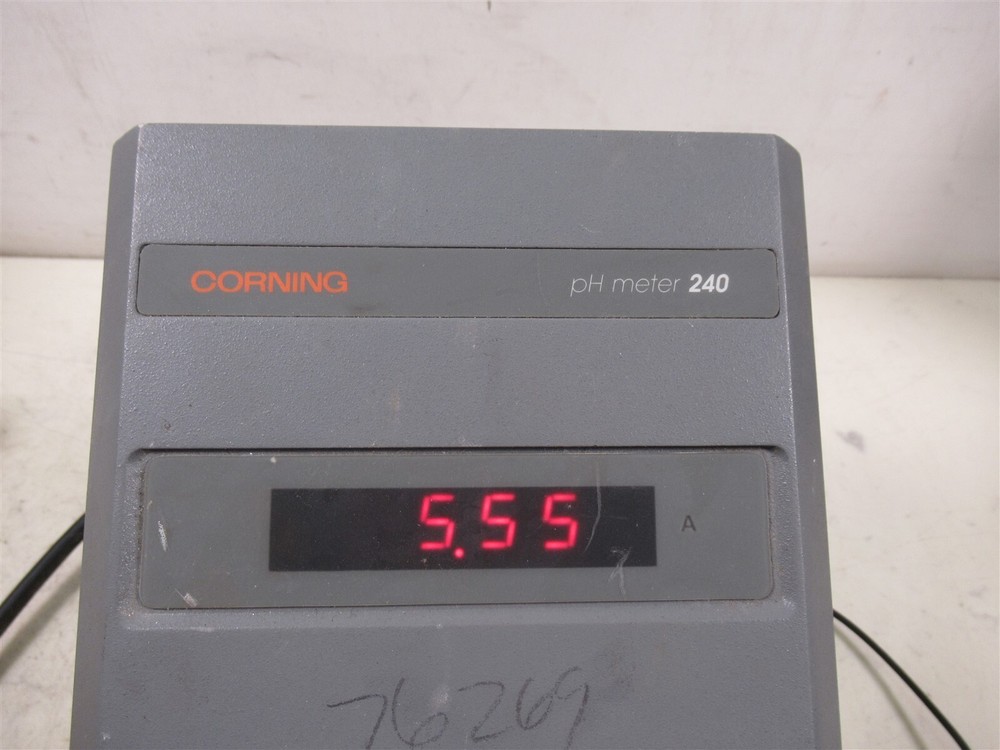 CORNING
pH meter 240
5.55
A
76269